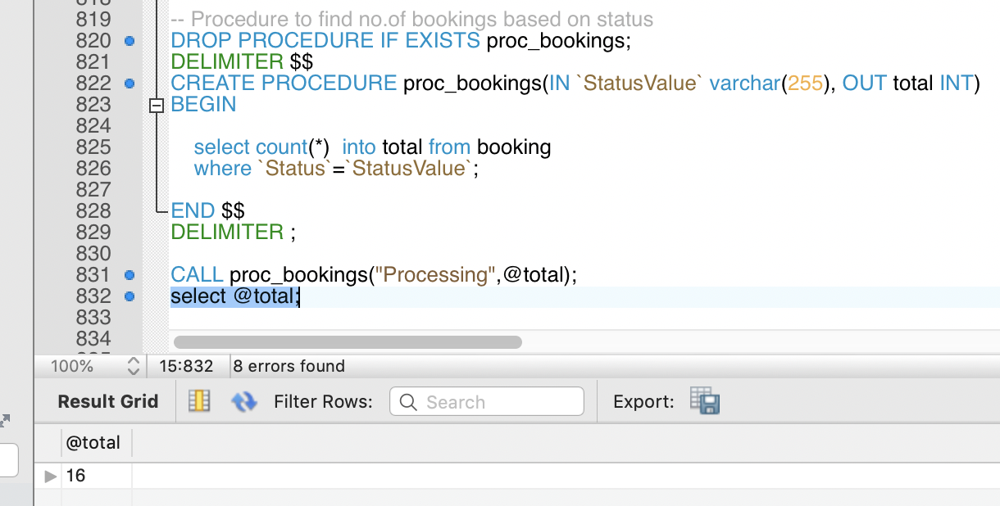 818
819 -- Procedure to find no.of bookings based on status
820 DROP PROCEDURE IF EXISTS proc_bookings;
821 DELIMITER $$
822 CREATE PROCEDURE proc_bookings(IN `StatusValue` varchar(255), OUT total INT)
823 BEGIN
824
825 select count(*)  into total from booking
826 where `Status`=`StatusValue`;
827
828 END $$
829 DELIMITER ;
830
831 CALL proc_bookings("Processing",@total);
832 select @total;
833
834
100% 15:832 8 errors found
Result Grid Filter Rows: Search Export:
@total
16